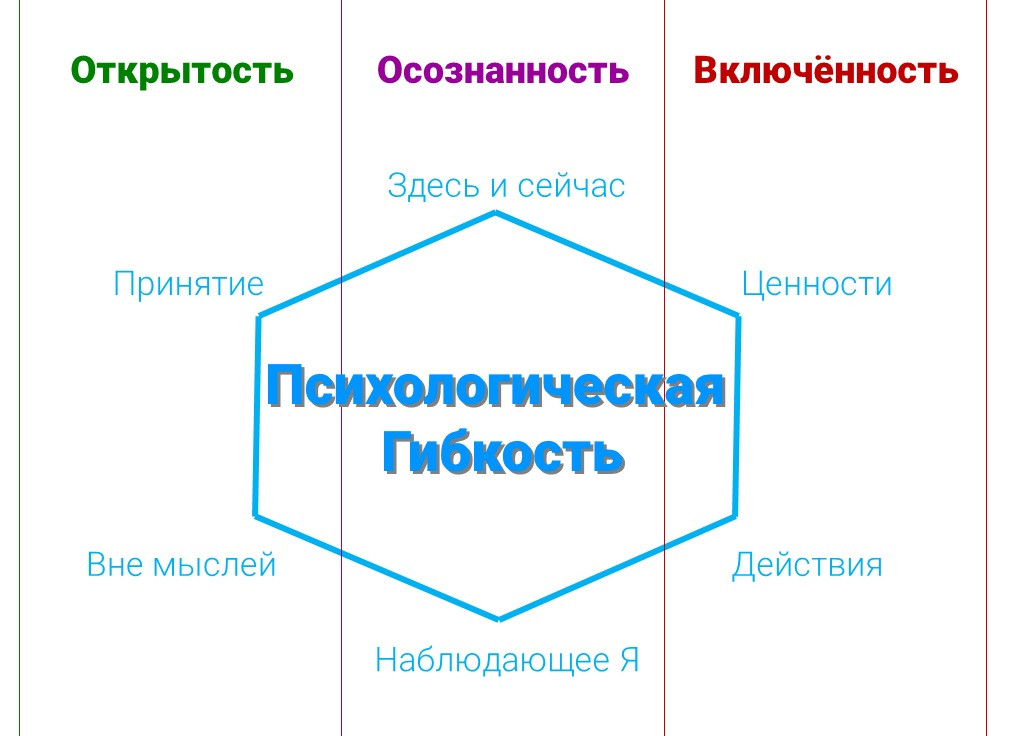 Открытость
Осознанность
Включённость
Здесь и сейчас
Принятие
Ценности
Психологическая
Гибкость
Вне мыслей
Действия
Наблюдающее Я